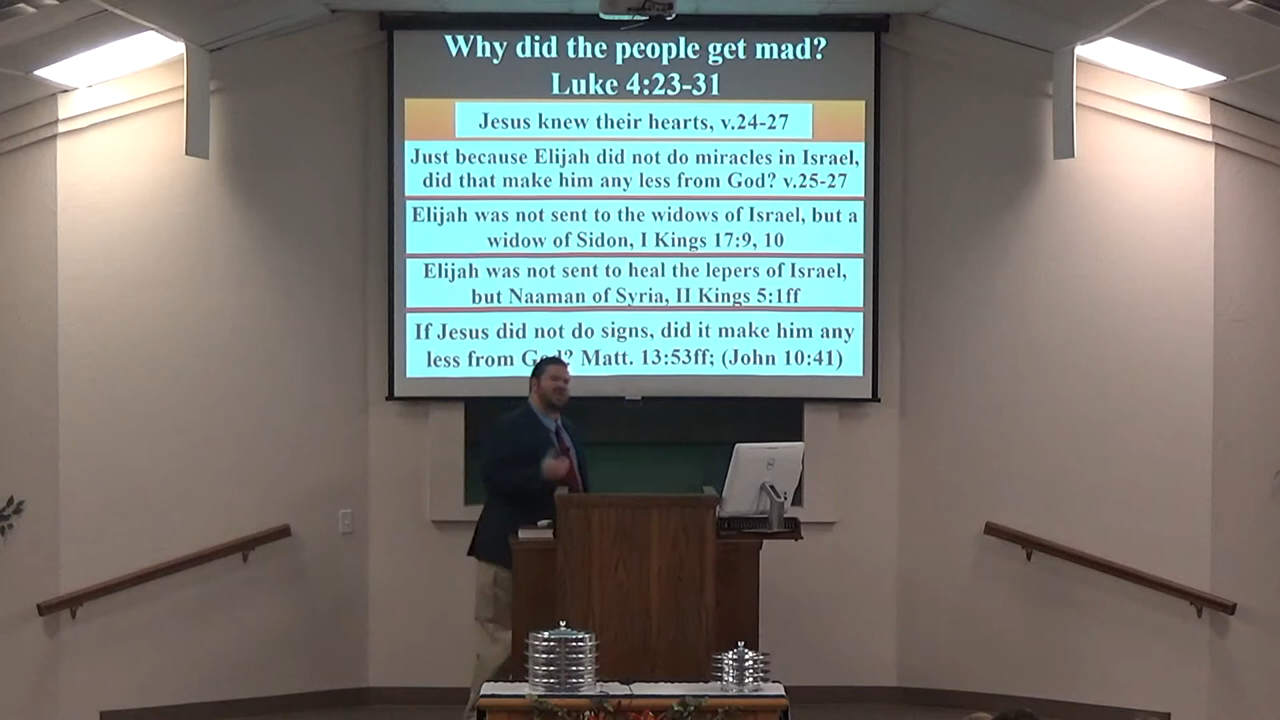 Why did the people get mad?
Luke 4:23-31
Jesus knew their hearts, v.24-27
Just because Elijah did not do miracles in Israel,
did that make him any less from God? v.25-27
Elijah was not sent to the widows of Israel, but a
widow of Sidon, I Kings 17:9, 10
Elijah was not sent to heal the lepers of Israel,
but Naaman of Syria, II Kings 5:1ff
If Jesus did not do signs, did it make him any
less from God? Matt. 13:53ff; (John 10:41)